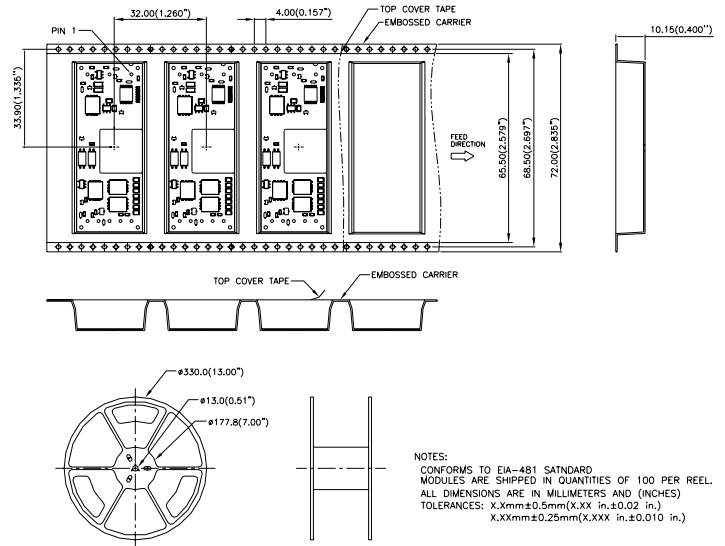 32.00(1.260")
4.00(0.157")
TOP COVER TAPE
EMBOSSED CARRIER
PIN 1
10.15(0.400")
33.90(1.335")
FEED
DIRECTION
65.50(2.579")
68.50(2.697")
72.00(2.835")
TOP COVER TAPE
EMBOSSED CARRIER
ø330.0(13.00")
ø13.0(0.51")
ø177.8(7.00")
NOTES:
CONFORMS TO EIA-481 SATNDARD
MODULES ARE SHIPPED IN QUANTITIES OF 100 PER REEL.
ALL DIMENSIONS ARE IN MILLIMETERS AND (INCHES)
TOLERANCES: X.Xmm±0.5mm(X.XX in.±0.02 in.)
X.XXmm±0.25mm(X.XXX in.±0.010 in.)